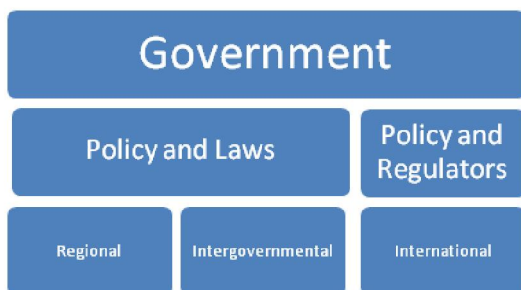 Government
Policy and Laws
Policy and
Regulators
Regional
Intergovernmental
International